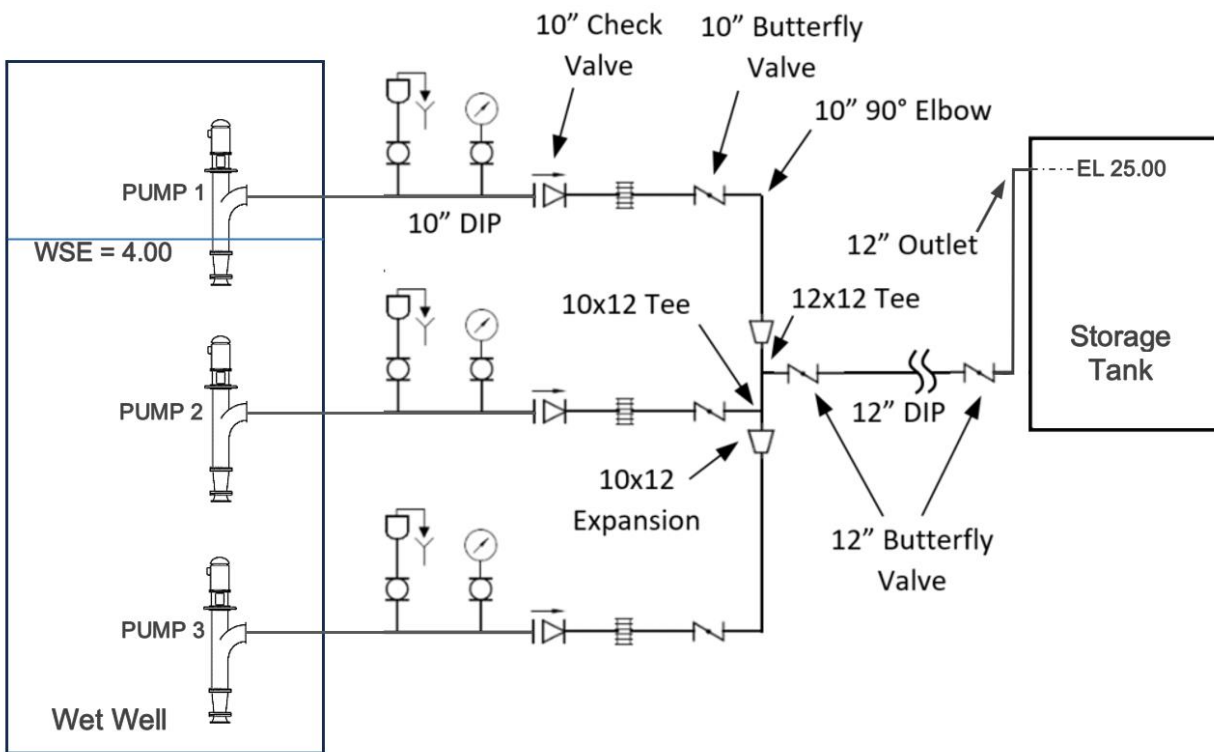 10” Check
Valve
10” Butterfly
Valve
10” 90° Elbow
PUMP 1
10” DIP
EL 25.00
WSE = 4.00
12” Outlet
10x12 Tee
12x12 Tee
Storage
Tank
PUMP 2
12” DIP
10x12
Expansion
12” Butterfly
Valve
PUMP 3
Wet Well